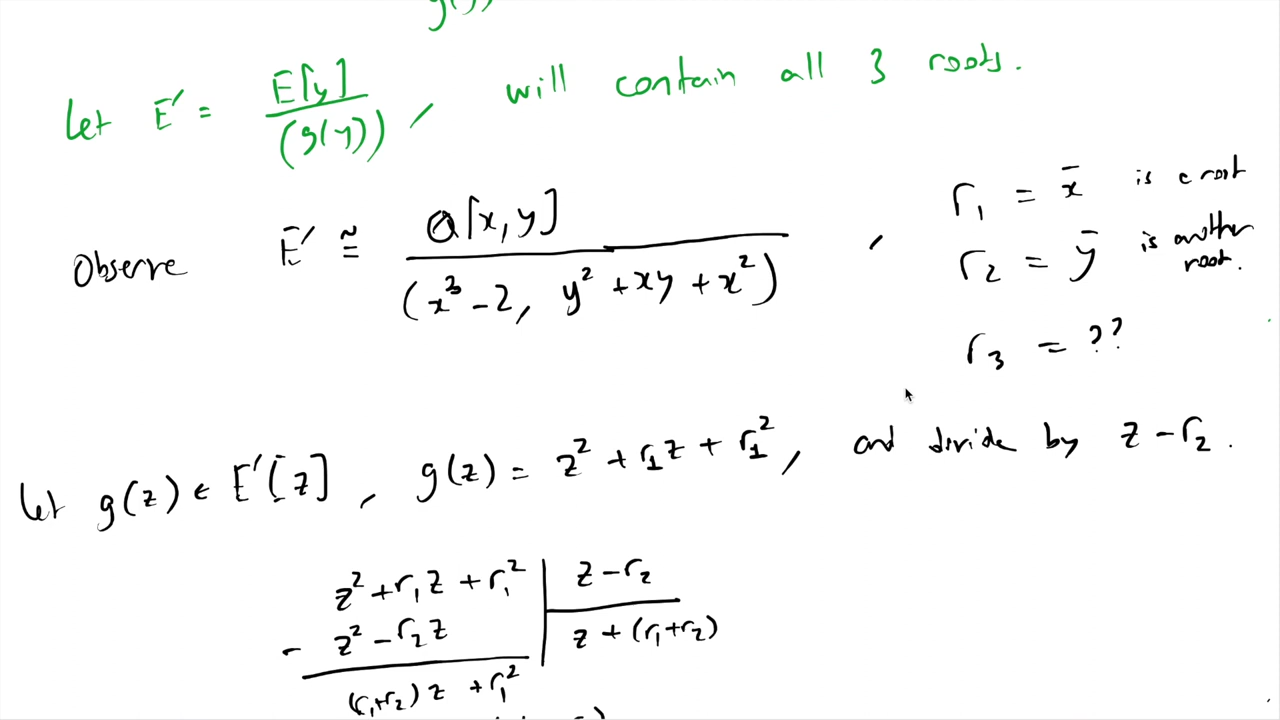 g(y)
Let E' = E[y] / (g(y)), will contain all 3 roots.
Observe E' ≅ Q[x, y] / (x³ - 2, y² + xy + x²),
r₁ = x̄ is a root
r₂ = ȳ is another root.
r₃ = ??
Let g(z) ∈ E'[z], g(z) = z² + r₁z + r₁², and divide by z - r₂.
z² + r₁z + r₁² | z - r₂
- z² - r₂z | z + (r₁+r₂)
(r₁+r₂)z + r₁²